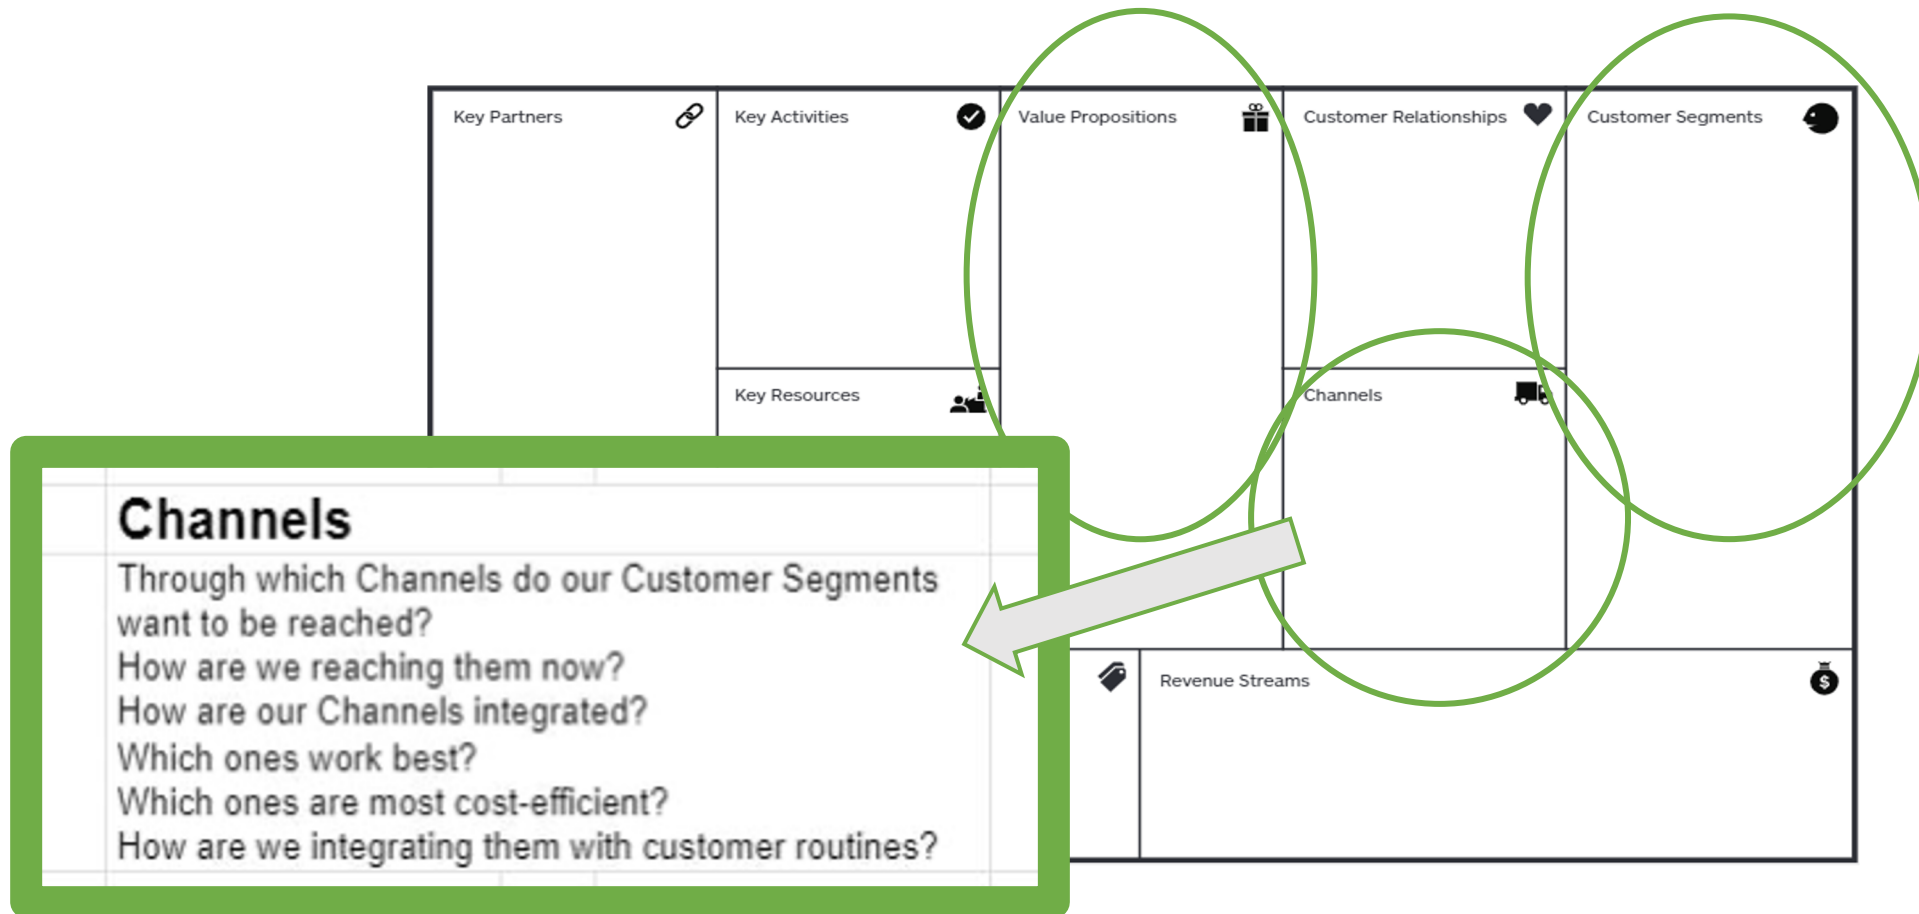 Key Partners
Key Activities
Value Propositions
Customer Relationships
Customer Segments
Key Resources
Channels
Channels
Through which Channels do our Customer Segments
want to be reached?
How are we reaching them now?
How are our Channels integrated?
Which ones work best?
Which ones are most cost-efficient?
How are we integrating them with customer routines?
Revenue Streams
$